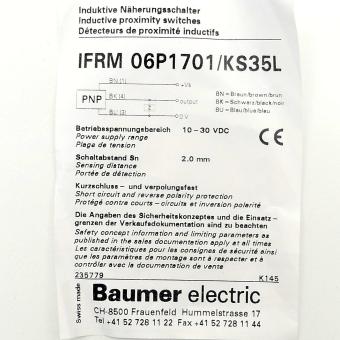 Induktive Näherungsschalter
Inductive proximity switches
Détecteurs de proximité inductifs
IFRM 06P1701/KS35L
BN (1)
+Vs
PNP
BK (4)
output
BU (3)
0 V
BN=Braun/brown/brun
BK=Schwarz/black/noir
BU=Blau/blue/bleu
Betriebsspannungsbereich 10-30 VDC
Power supply range
Plage de tension
Schaltabstand Sn 2.0 mm
Sensing distance
Portée de détection
Kurzschluss - und verpolungsfest
Short circuit and reverse polarity protection
Protégé contre courts - circuits et inversion polarité
Die Angaben des Sicherheitskonzeptes und die Einsatz-
grenzen der Verkaufsdokumentation sind zu beachten
Safety concept information and limiting parameters as
published in the sales documentation apply at all times
Les caractéristiques pour les consignes de sécurité ainsi
que les paramètres de montage sont à respecter et à
contrôler avec la documentation de vente
235779 K145
Swiss made
Baumer electric
CH-8500 Frauenfeld Hummelstrasse 17
Tel +41 52 728 11 22 Fax +41 52 728 11 44